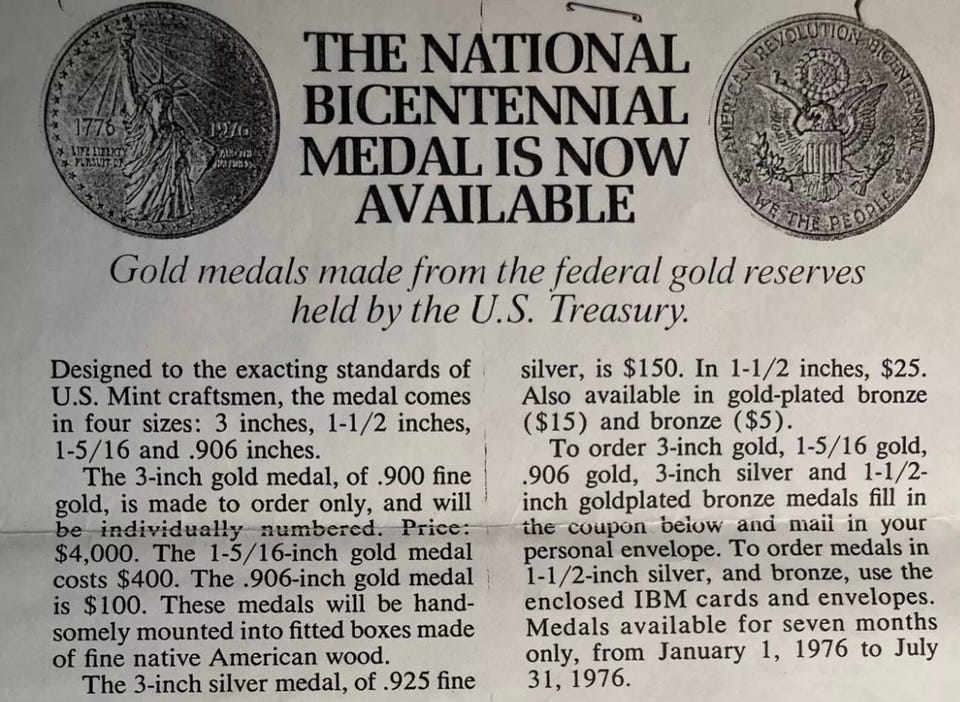 1776
1976
LIFE LIBERTY
AMERICAN REVOLUTION BICENTENNIAL
WE THE PEOPLE
THE NATIONAL
BICENTENNIAL
MEDAL IS NOW
AVAILABLE
Gold medals made from the federal gold reserves
held by the U.S. Treasury.
Designed to the exacting standards of
U.S. Mint craftsmen, the medal comes
in four sizes: 3 inches, 1-1/2 inches,
1-5/16 and .906 inches.
The 3-inch gold medal, of .900 fine
gold, is made to order only, and will
be individually numbered. Price:
$4,000. The 1-5/16-inch gold medal
costs $400. The .906-inch gold medal
is $100. These medals will be hand-
somely mounted into fitted boxes made
of fine native American wood.
The 3-inch silver medal, of .925 fine
silver, is $150. In 1-1/2 inches, $25.
Also available in gold-plated bronze
($15) and bronze ($5).
To order 3-inch gold, 1-5/16 gold,
.906 gold, 3-inch silver and 1-1/2-
inch goldplated bronze medals fill in
the coupon below and mail in your
personal envelope. To order medals in
1-1/2-inch silver, and bronze, use the
enclosed IBM cards and envelopes.
Medals available for seven months
only, from January 1, 1976 to July
31, 1976.